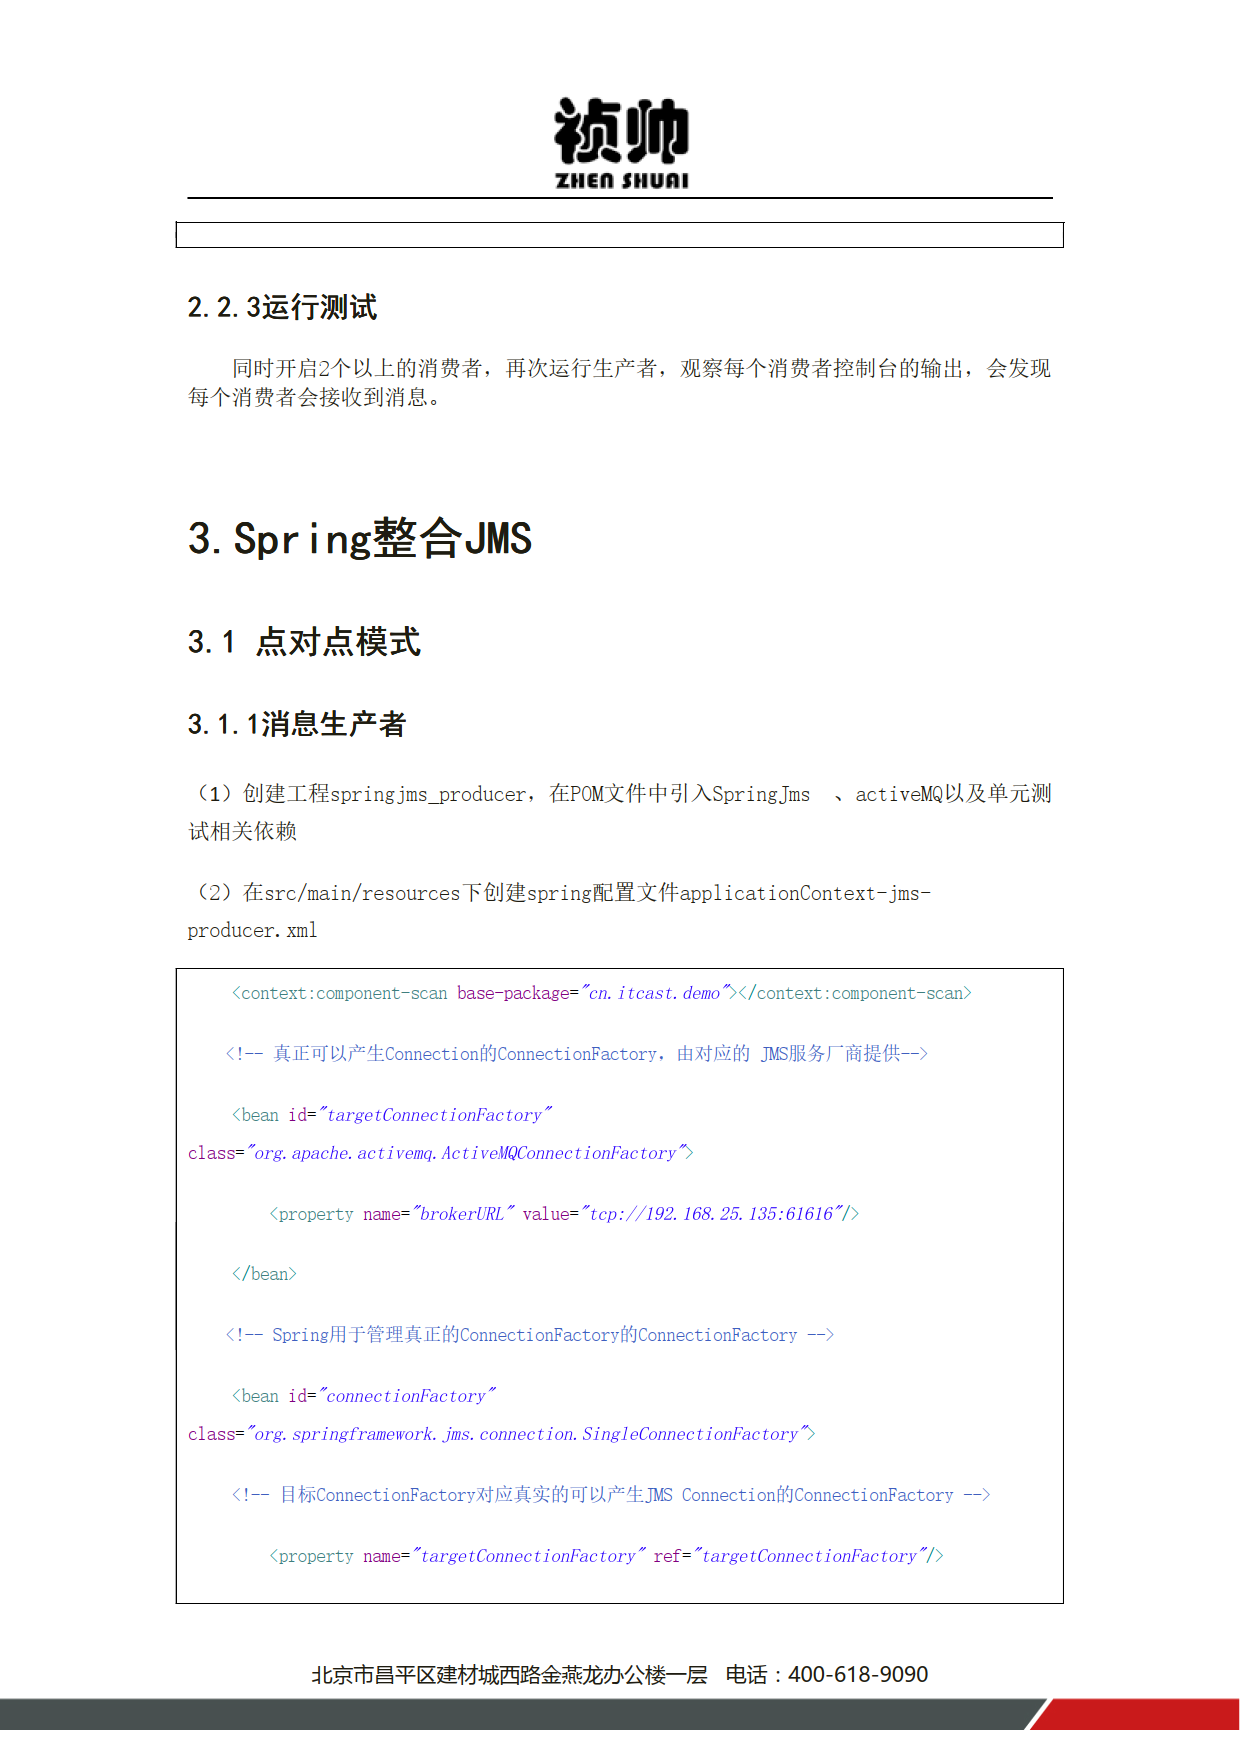 祯帅
ZHEN SHUAI
2.2.3运行测试
同时开启2个以上的消费者，再次运行生产者，观察每个消费者控制台的输出，会发现
每个消费者会接收到消息。
3.Spring整合JMS
3.1 点对点模式
3.1.1消息生产者
（1）创建工程springjms_producer，在POM文件中引入SpringJms 、activeMQ以及单元测
试相关依赖
（2）在src/main/resources下创建spring配置文件applicationContext-jms-
producer.xml
<context:component-scan base-package="cn.itcast.demo"></context:component-scan>
<!-- 真正可以产生Connection的ConnectionFactory，由对应的 JMS服务厂商提供-->
<bean id="targetConnectionFactory"
class="org.apache.activemq.ActiveMQConnectionFactory">
<property name="brokerURL" value="tcp://192.168.25.135:61616"/>
</bean>
<!-- Spring用于管理真正的ConnectionFactory的ConnectionFactory -->
<bean id="connectionFactory"
class="org.springframework.jms.connection.SingleConnectionFactory">
<!-- 目标ConnectionFactory对应真实的可以产生JMS Connection的ConnectionFactory -->
<property name="targetConnectionFactory" ref="targetConnectionFactory"/>
北京市昌平区建材城西路金燕龙办公楼一层 电话：400-618-9090